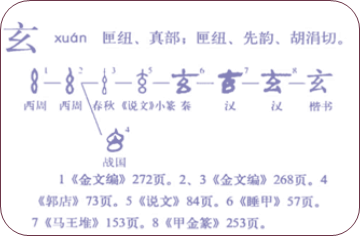 玄 xuán 匣纽、真部；匣纽、先韵、胡涓切。
1 2 3 5 6 7 8
西周 西周 春秋 《说文》小篆 秦 汉 汉 楷书
4
战国
1《金文编》272页。2、3《金文编》268页。4
《郭店》73页。5《说文》84页。6《睡甲》57页。
7《马王堆》153页。8《甲金篆》253页。